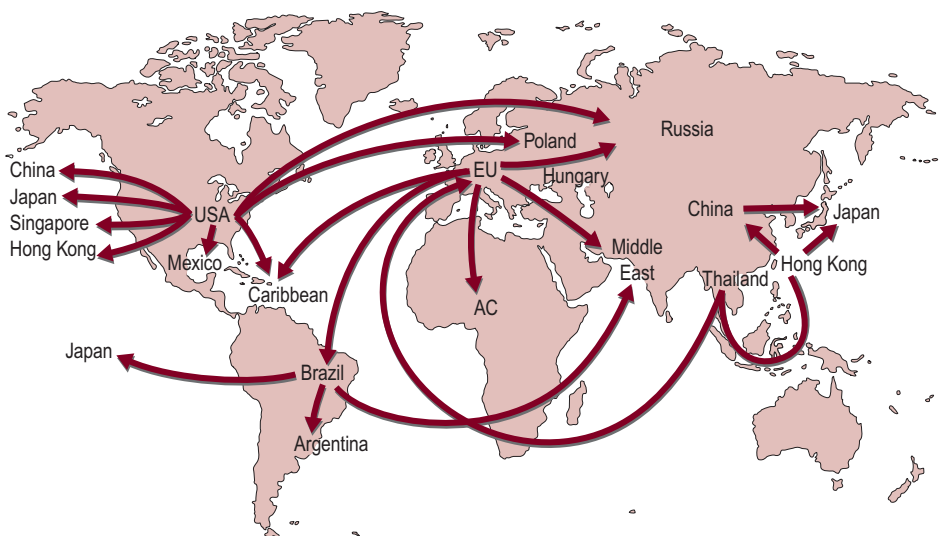 Russia
Poland
EU
Hungary
China
Japan
Singapore
Hong Kong
USA
Mexico
Caribbean
China
Japan
Middle
East
Hong Kong
Thailand
AC
Japan
Brazil
Argentina